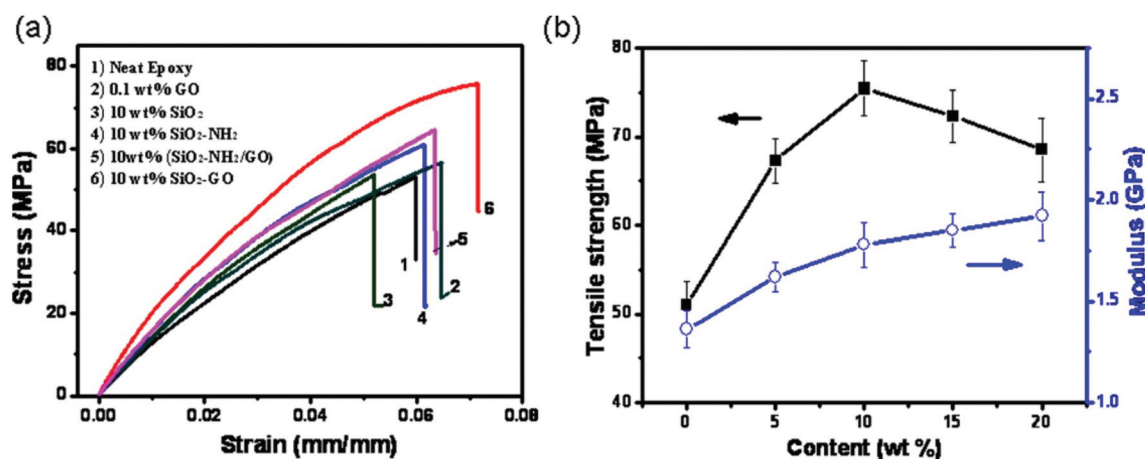 (a)
80
60
40
20
0
Stress (MPa)
1) Neat Epoxy
2) 0.1 wt% GO
3) 10 wt% SiO₂
4) 10 wt% SiO₂-NH₂
5) 10wt% (SiO₂-NH₂/GO)
6) 10 wt% SiO₂-GO
6
5
1
2
3
4
0.00 0.02 0.04 0.06 0.08
Strain (mm/mm)
(b)
80
70
60
50
40
Tensile strength (MPa)
2.5
2.0
1.5
1.0
Modulus (GPa)
0 5 10 15 20
Content (wt %)